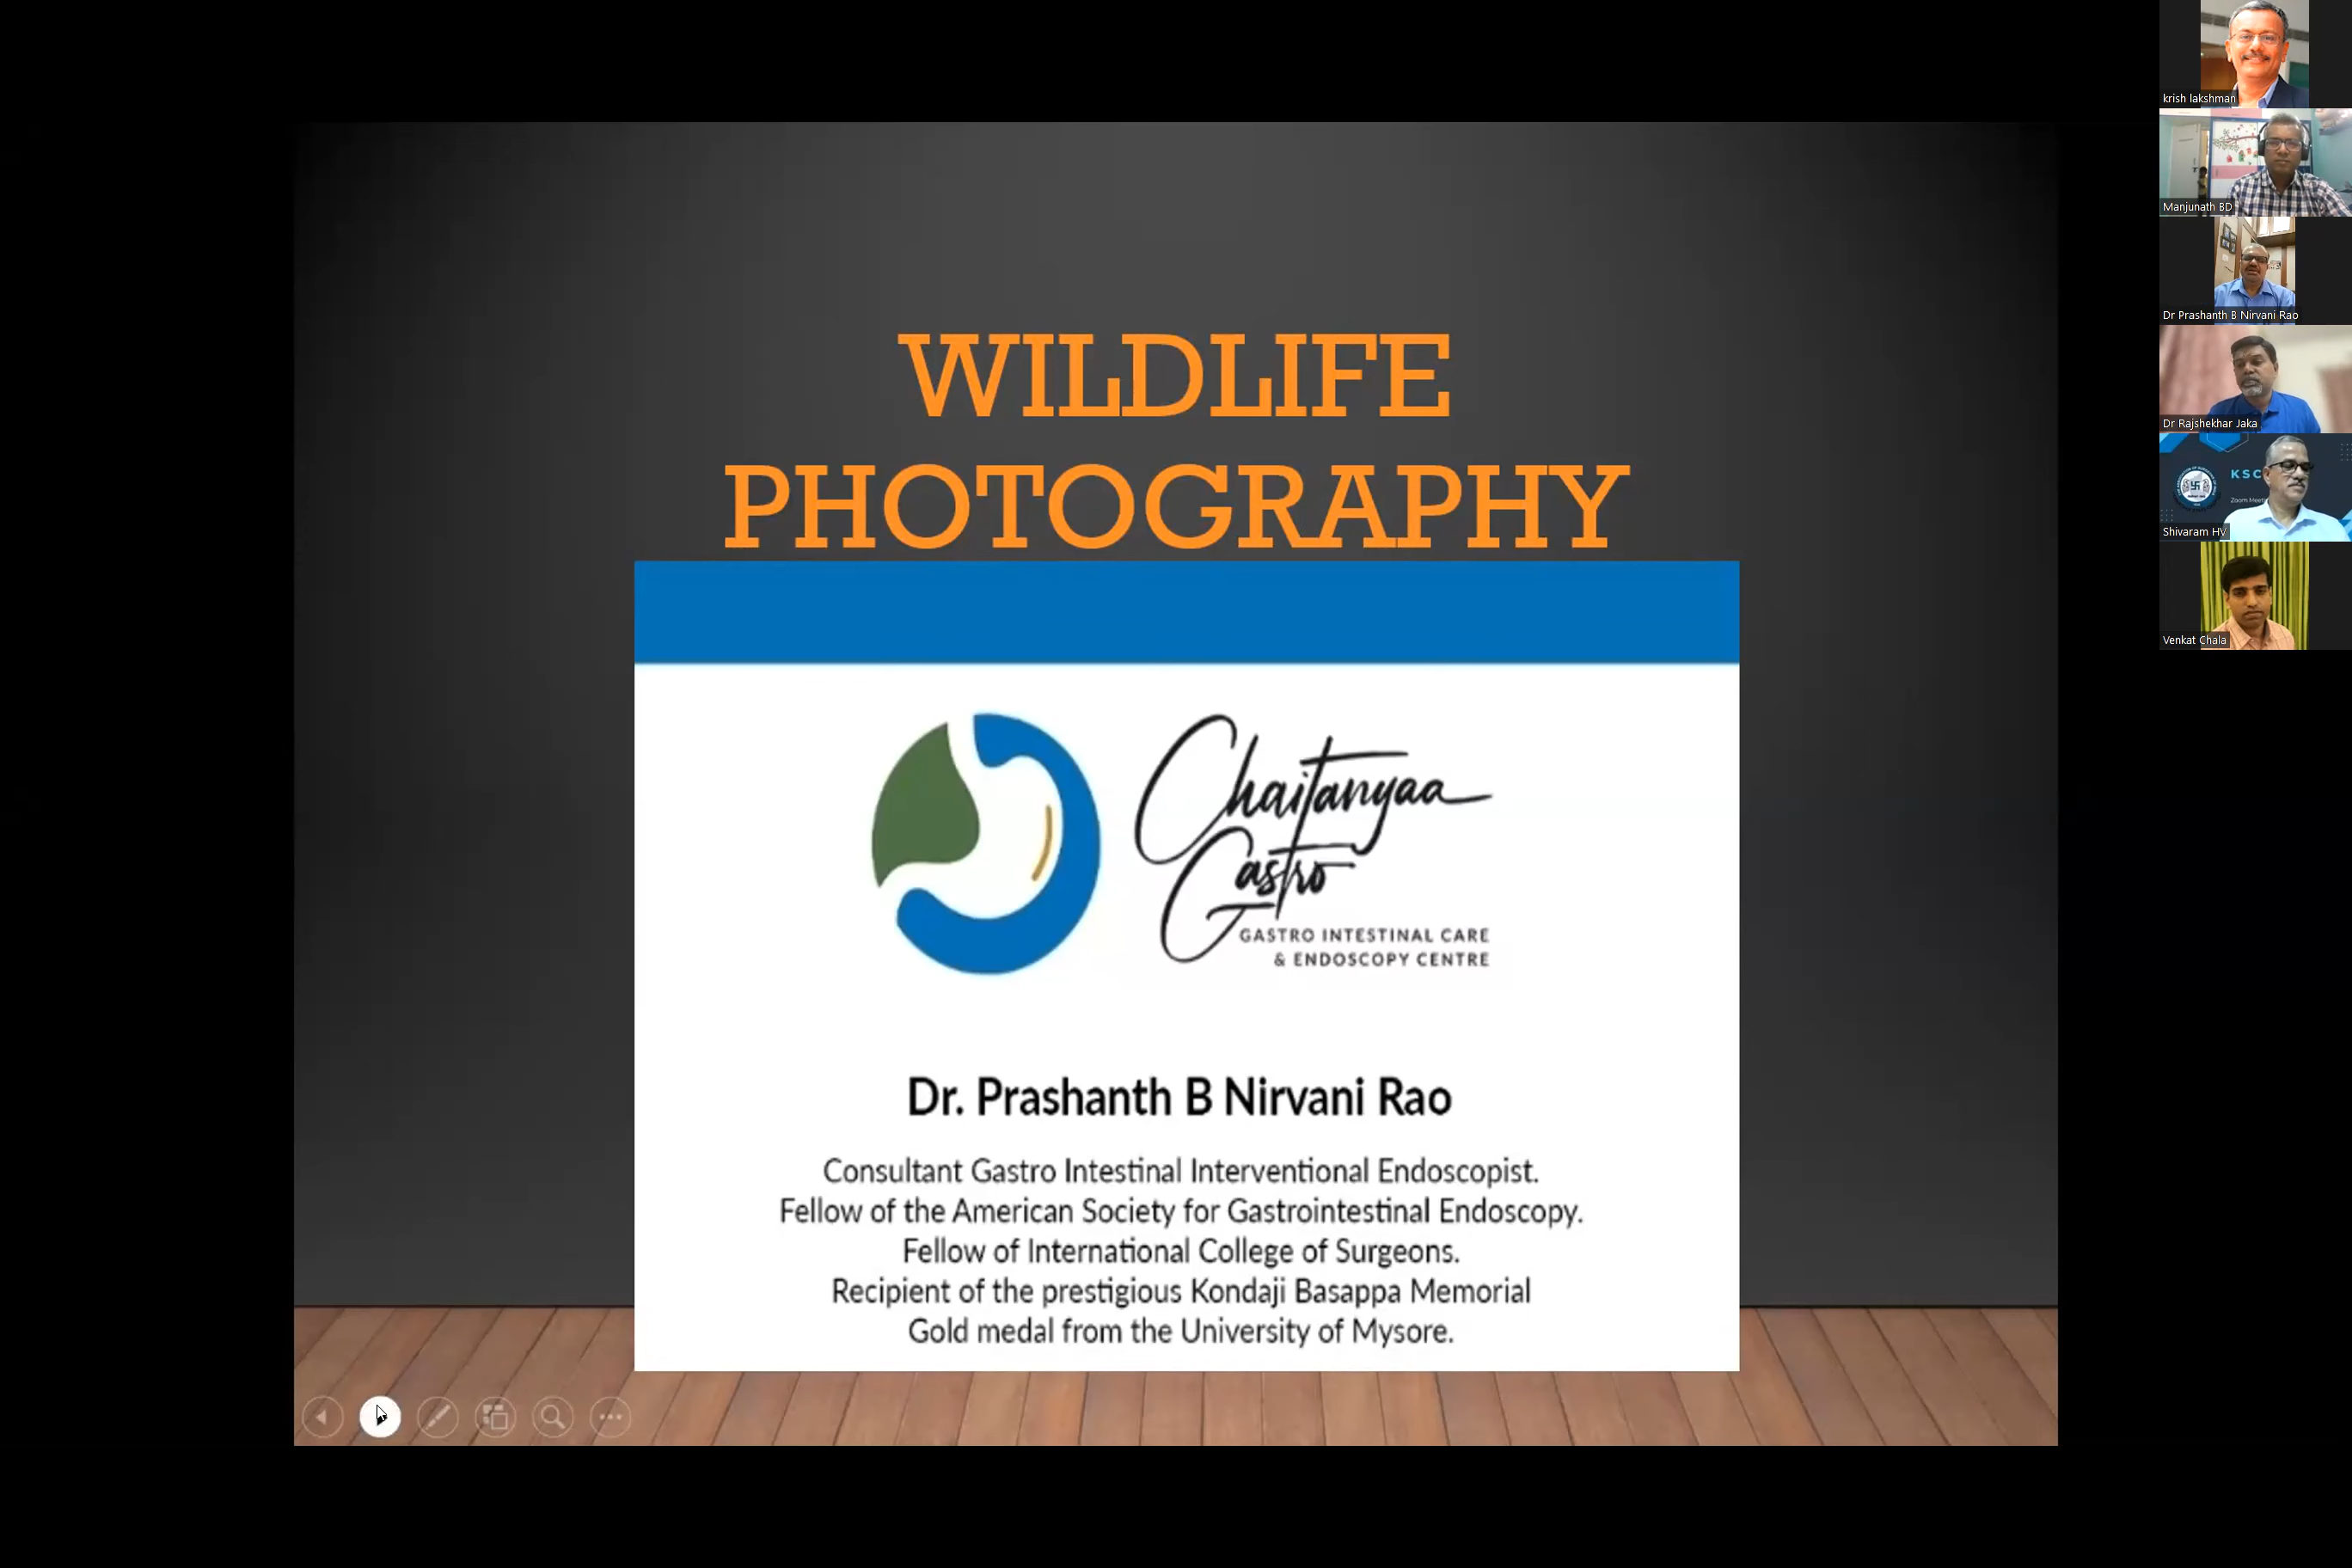 WILDLIFE
PHOTOGRAPHY
Chaitanyaa
Gastro
GASTRO INTESTINAL CARE
& ENDOSCOPY CENTRE
Dr. Prashanth B Nirvani Rao
Consultant Gastro Intestinal Interventional Endoscopist.
Fellow of the American Society for Gastrointestinal Endoscopy.
Fellow of International College of Surgeons.
Recipient of the prestigious Kondaji Basappa Memorial
Gold medal from the University of Mysore.
krish lakshman
Manjunath BD
Dr Prashanth B Nirvani Rao
Dr Rajshekhar Jaka
KSC
Zoom
Shivaram HV
Venkat Chala